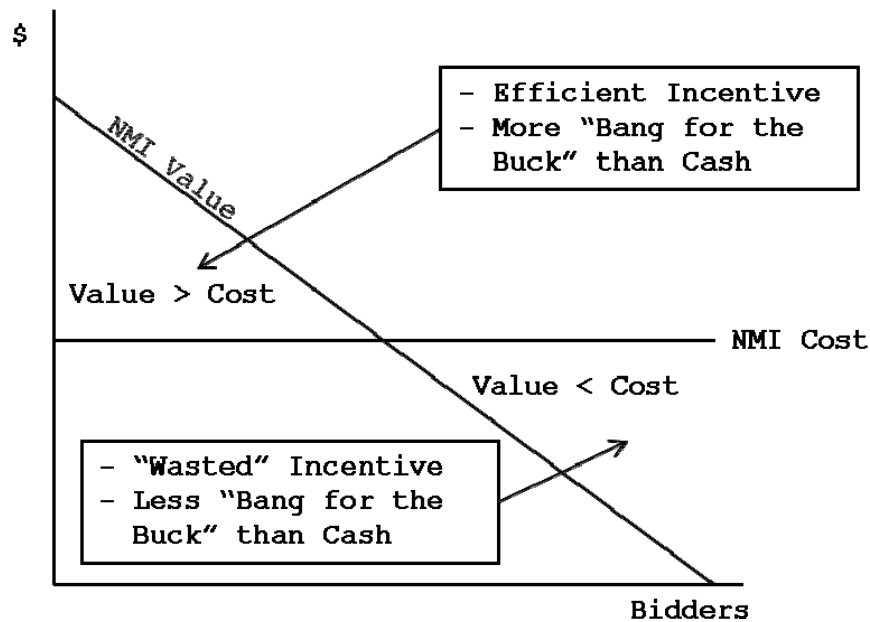 $
- Efficient Incentive
- More “Bang for the
Buck” than Cash
NMI Value
Value > Cost
NMI Cost
Value < Cost
- “Wasted” Incentive
- Less “Bang for the
Buck” than Cash
Bidders